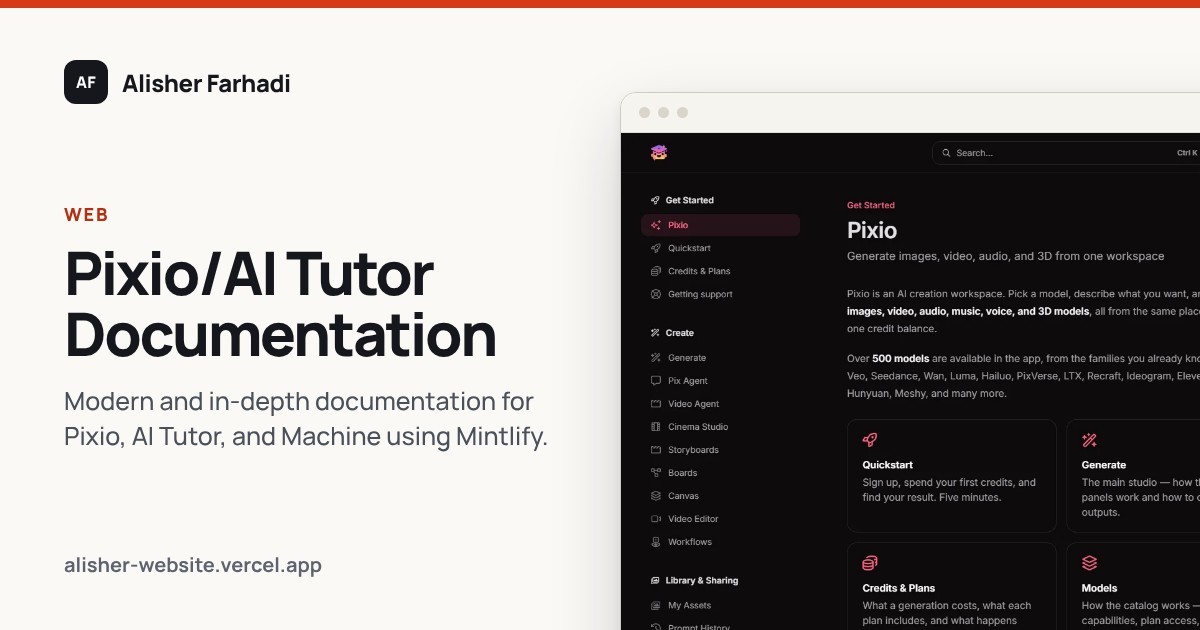 AF
Alisher Farhadi
WEB
Pixio/AI Tutor
Documentation
Modern and in-depth documentation for
Pixio, AI Tutor, and Machine using Mintlify.
alisher-website.vercel.app
Search...
Ctrl K
Get Started
Pixio
Quickstart
Credits & Plans
Getting support
Create
Generate
Pix Agent
Video Agent
Cinema Studio
Storyboards
Boards
Canvas
Video Editor
Workflows
Library & Sharing
My Assets
Prompt History
Get Started
Pixio
Generate images, video, audio, and 3D from one workspace
Pixio is an AI creation workspace. Pick a model, describe what you want,
images, video, audio, music, voice, and 3D models, all from the same
one credit balance.
Over 500 models are available in the app, from the families you already
Veo, Seedance, Wan, Luma, Hailuo, PixVerse, LTX, Recraft, Ideogram,
Hunyuan, Meshy, and many more.
Quickstart
Sign up, spend your first credits, and
find your result. Five minutes.
Generate
The main studio — how
panels work and how to
outputs.
Credits & Plans
What a generation costs, what each
plan includes, and what happens
Models
How the catalog works —
capabilities, plan access,